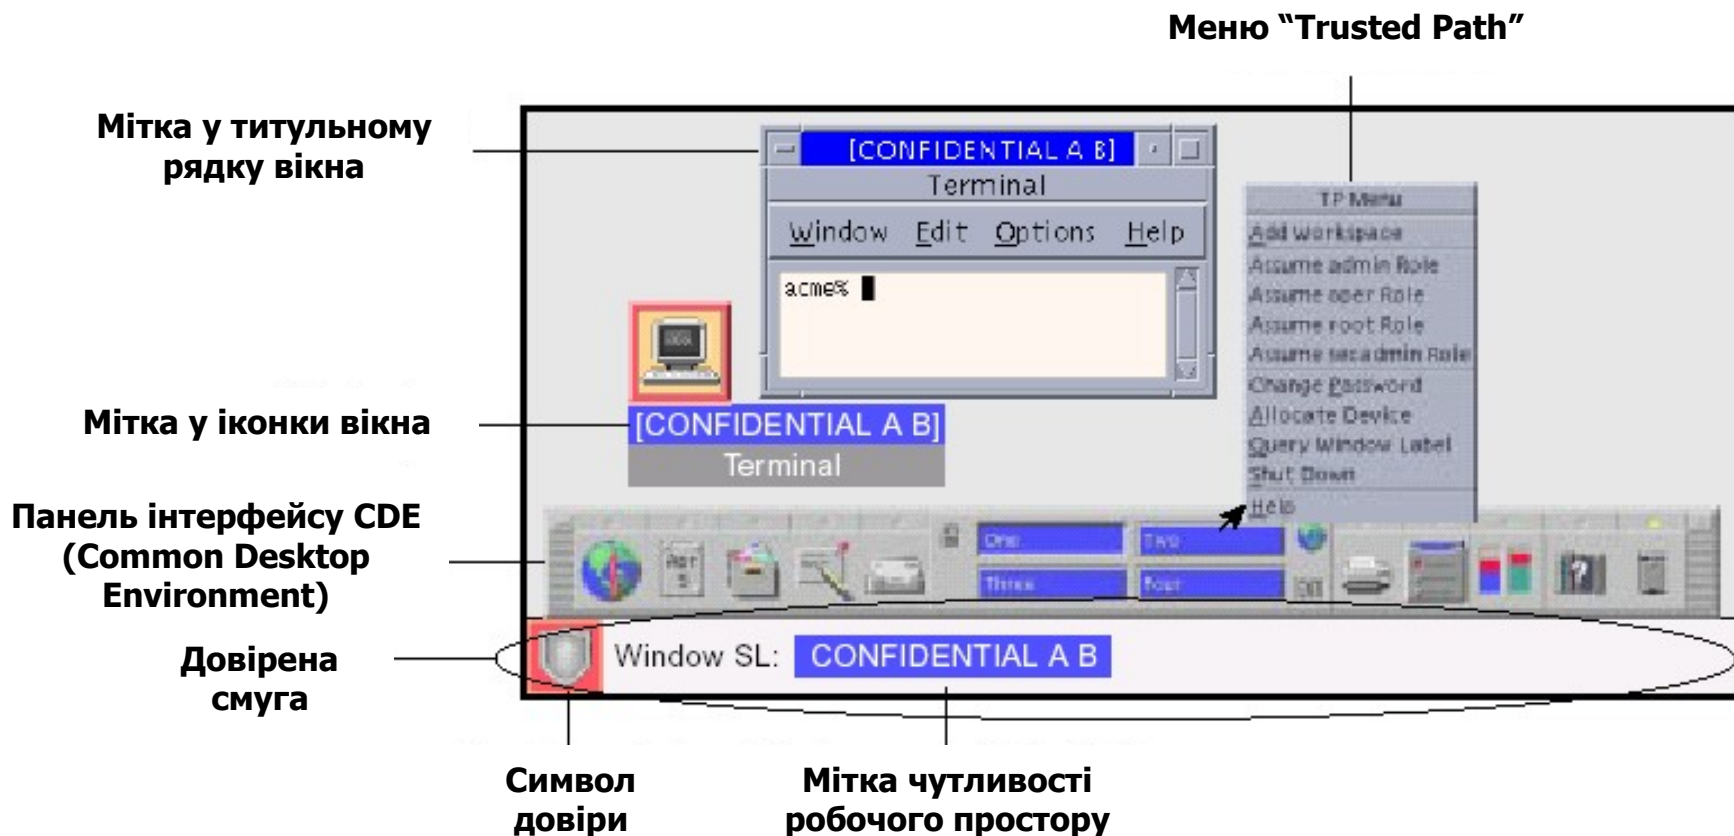 Меню “Trusted Path”
Мітка у титульному
рядку вікна
[CONFIDENTIAL A B]
Terminal
Window Edit Options Help
acme%
TP Menu
Add Workspace
Assume admin Role
Assume oper Role
Assume root Role
Assume secadmin Role
Change Password
Allocate Device
Query Window Label
Shut Down
Help
Мітка у іконки вікна
[CONFIDENTIAL A B]
Terminal
Панель інтерфейсу CDE
(Common Desktop
Environment)
One Two
Three Four
EXIT
Довірена
смуга
Window SL: CONFIDENTIAL A B
Символ
довіри
Мітка чутливості
робочого простору